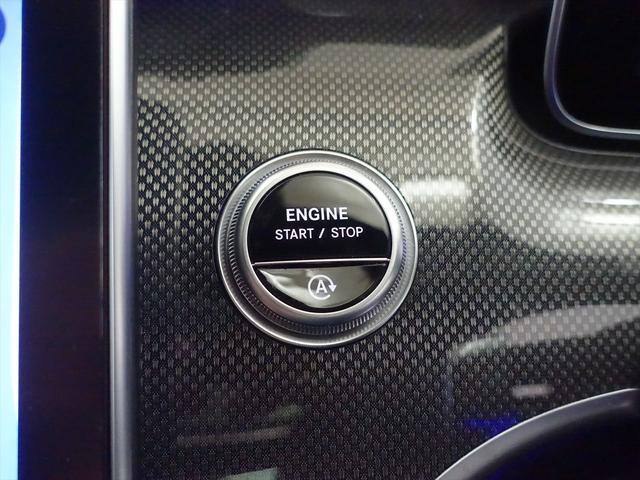 ENGINE
START / STOP
A